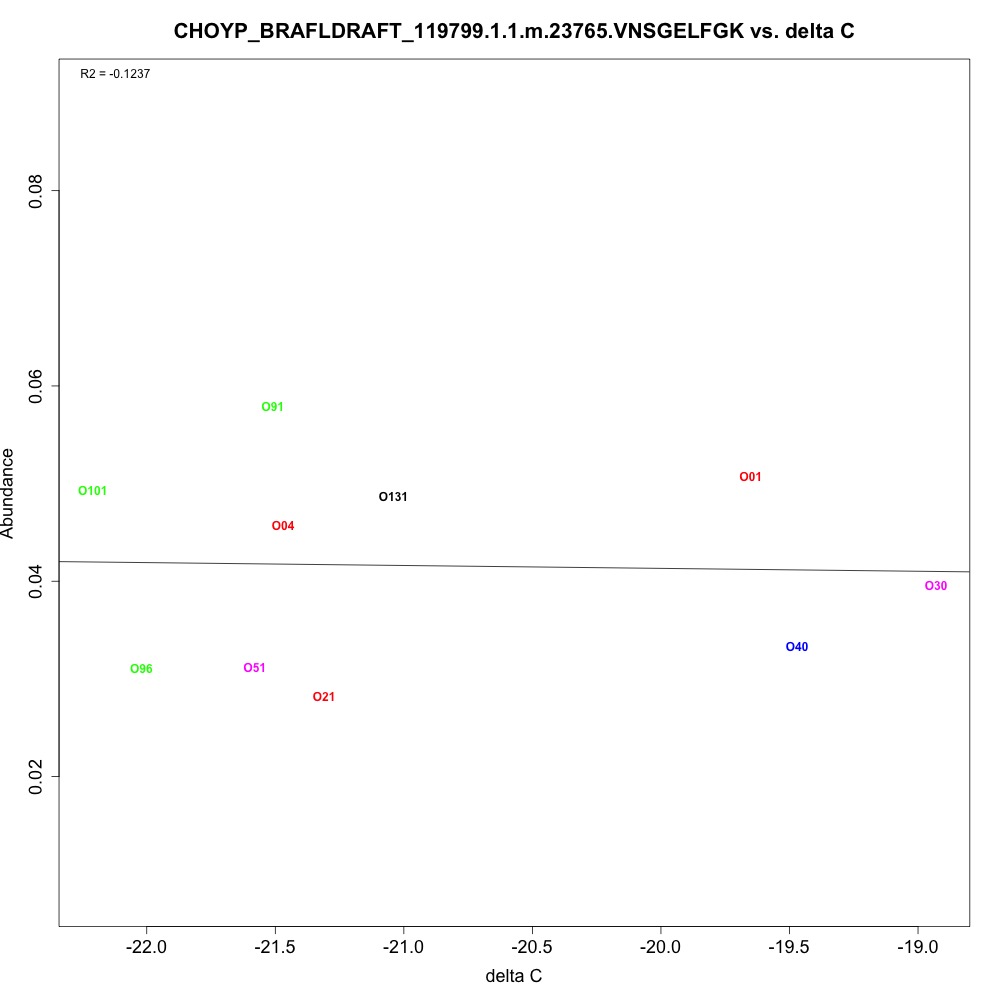 CHOYP_BRAFLDRAFT_119799.1.1.m.23765.VNSGELFGK vs. delta C
R2 = -0.1237
0.08
0.06
0.04
0.02
Abundance
O91
O01
O101
O131
O04
O30
O40
O96
O51
O21
-22.0 -21.5 -21.0 -20.5 -20.0 -19.5 -19.0
delta C